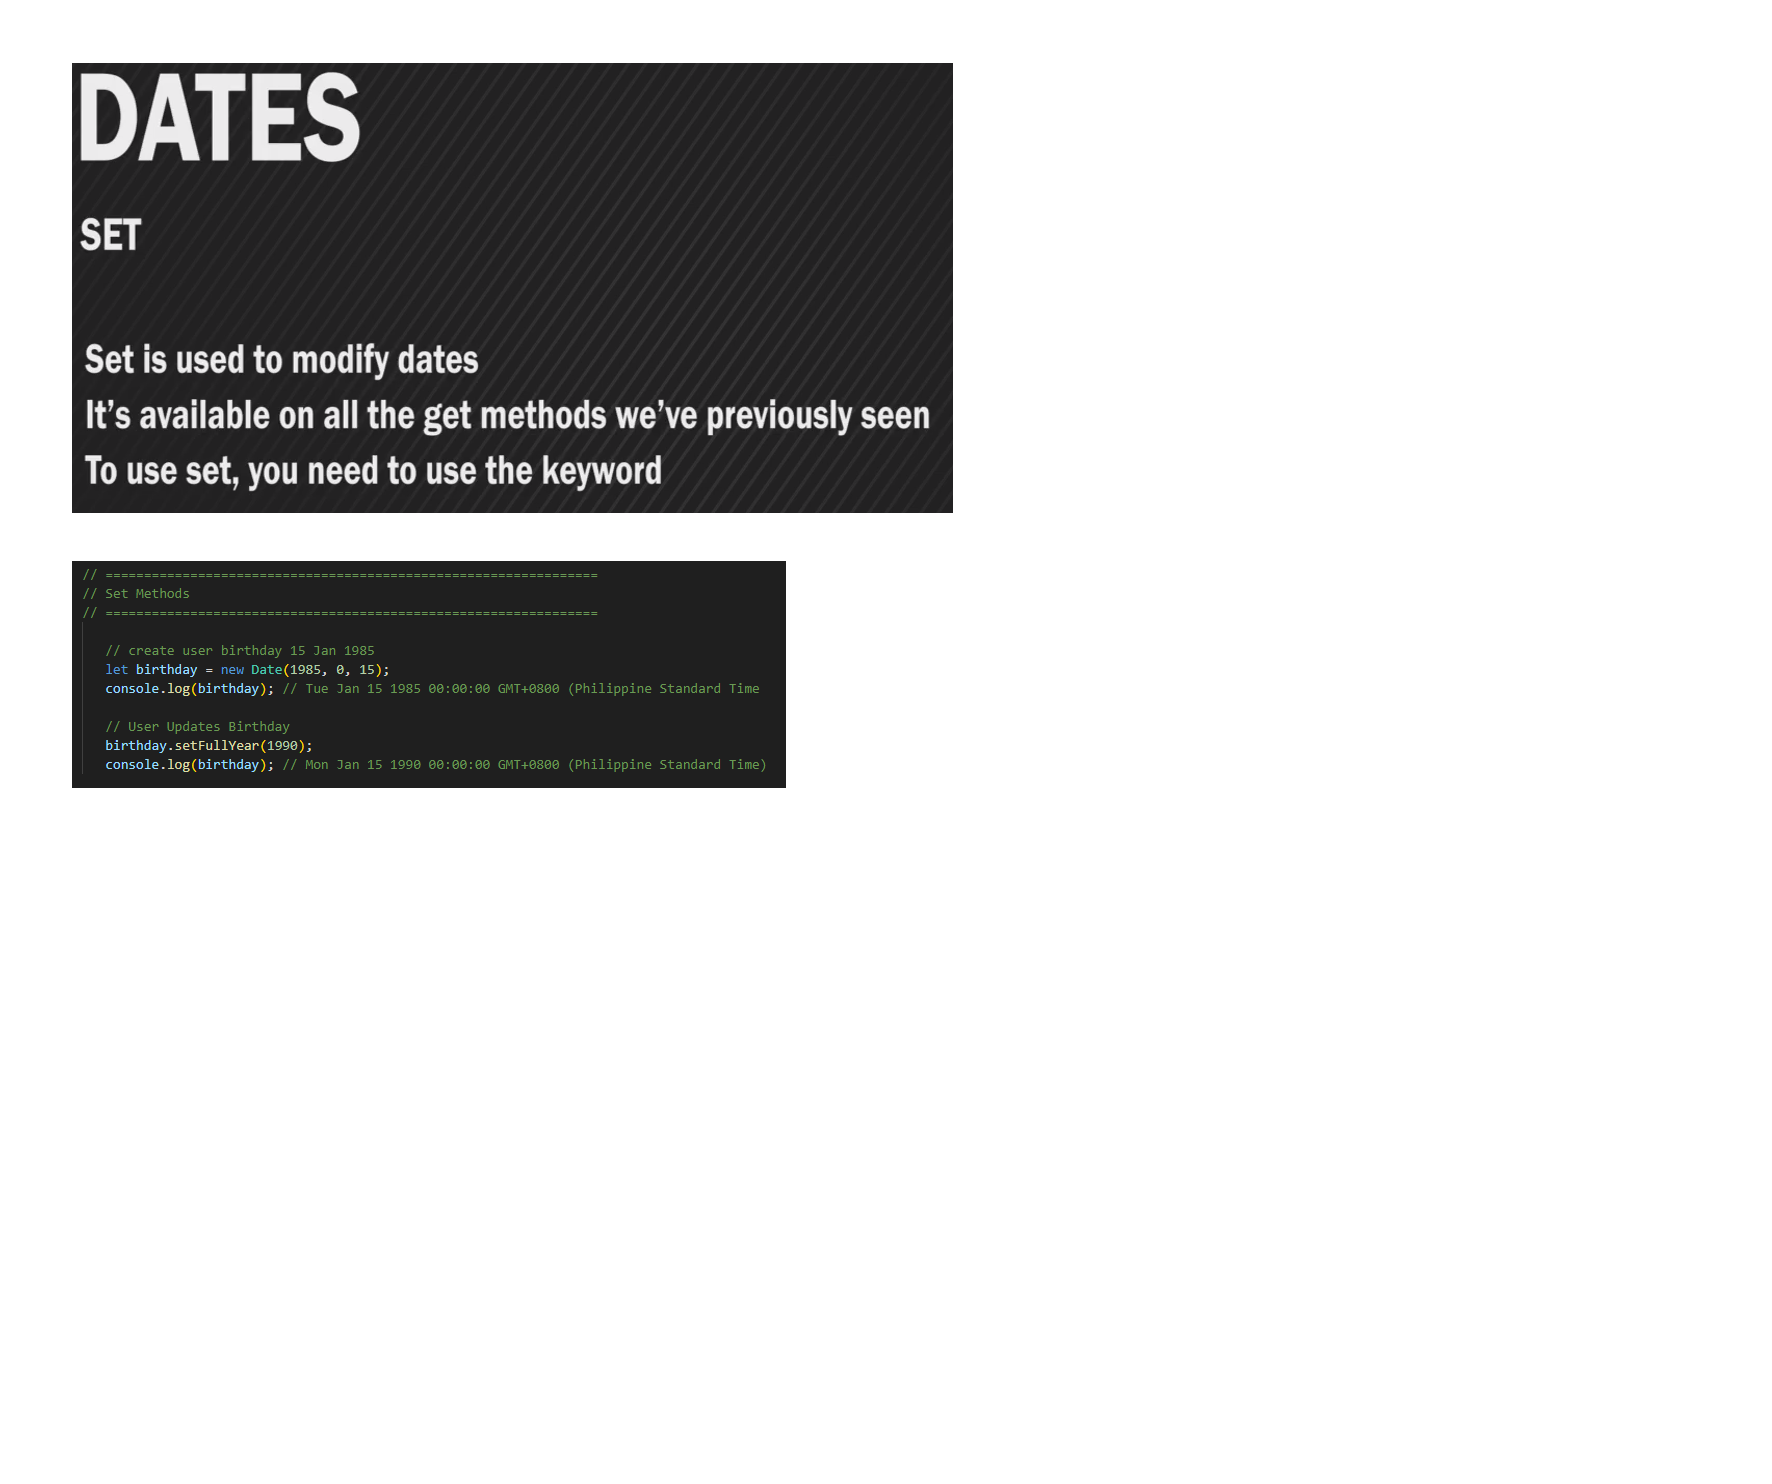 DATES
SET
Set is used to modify dates
It’s available on all the get methods we’ve previously seen
To use set, you need to use the keyword
// ================================================================
// Set Methods
// ================================================================
// create user birthday 15 Jan 1985
let birthday = new Date(1985, 0, 15);
console.log(birthday); // Tue Jan 15 1985 00:00:00 GMT+0800 (Philippine Standard Time
// User Updates Birthday
birthday.setFullYear(1990);
console.log(birthday); // Mon Jan 15 1990 00:00:00 GMT+0800 (Philippine Standard Time)